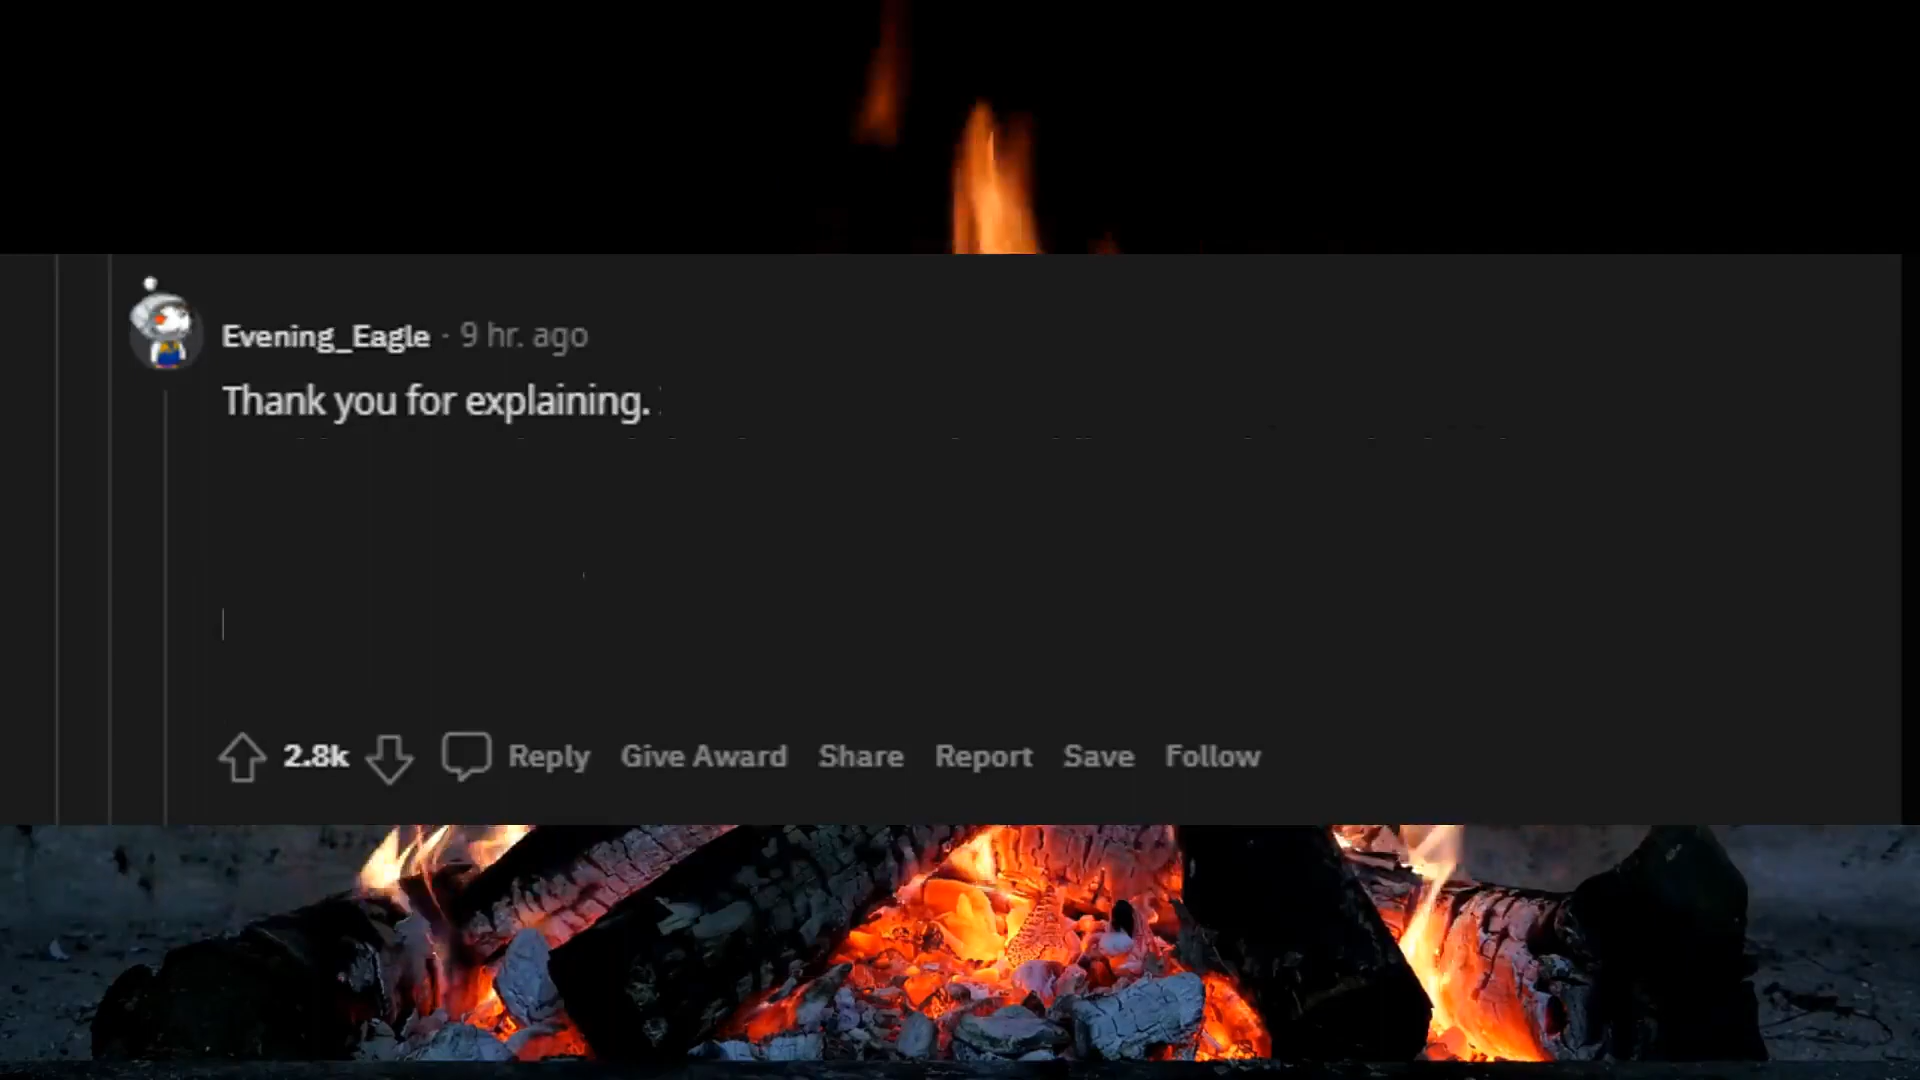 Evening_Eagle · 9 hr. ago
Thank you for explaining.
2.8k Reply Give Award Share Report Save Follow